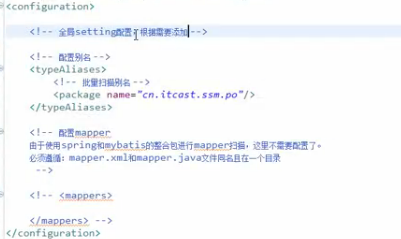 <configuration>
<!-- 全局setting配置，根据需要添加 -->
<!-- 配置别名 -->
<typeAliases>
<!-- 批量扫描别名 -->
<package name="cn.itcast.ssm.po"/>
</typeAliases>
<!-- 配置mapper
由于使用spring和mybatis的整合包进行mapper扫描，这里不需要配置了。
必须遵循：mapper.xml和mapper.java文件同名且在一个目录
-->
<!-- <mappers>
</mappers> -->
</configuration>